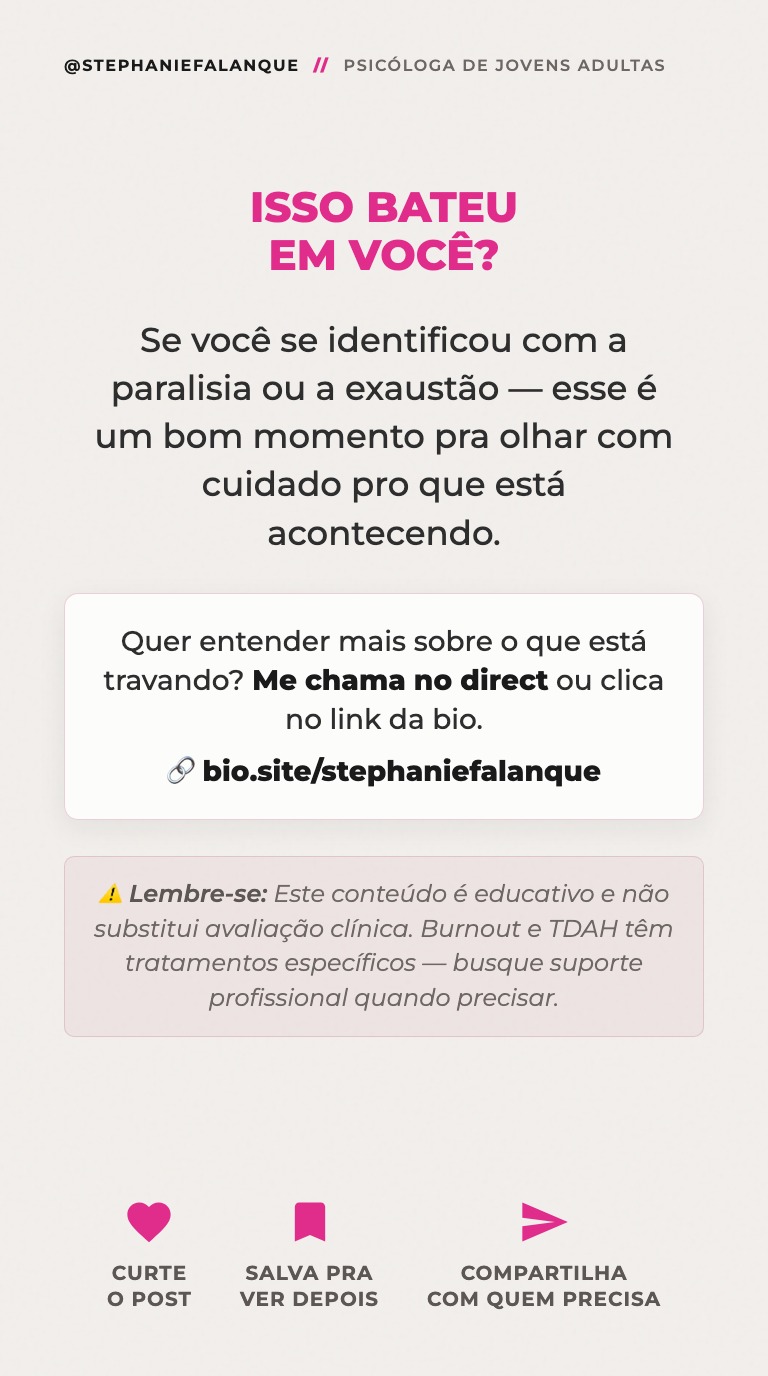 @STEPHANIEFALANQUE // PSICÓLOGA DE JOVENS ADULTAS
ISSO BATEU
EM VOCÊ?
Se você se identificou com a
paralisia ou a exaustão — esse é
um bom momento pra olhar com
cuidado pro que está
acontecendo.
Quer entender mais sobre o que está
travando? Me chama no direct ou clica
no link da bio.
🔗 bio.site/stephaniefalanque
⚠️ Lembre-se: Este conteúdo é educativo e não
substitui avaliação clínica. Burnout e TDAH têm
tratamentos específicos — busque suporte
profissional quando precisar.
CURTE
O POST
SALVA PRA
VER DEPOIS
COMPARTILHA
COM QUEM PRECISA